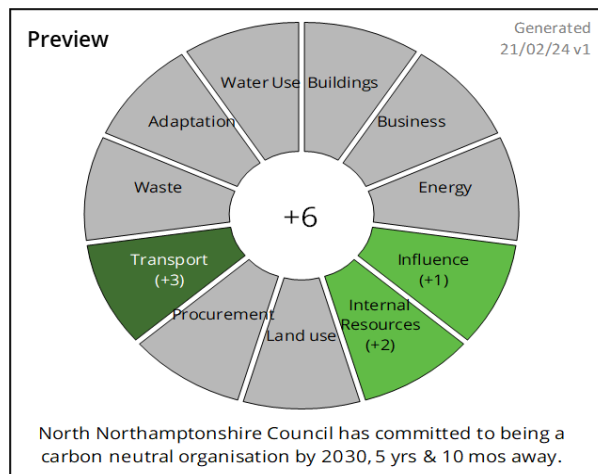 Preview
Generated
21/02/24 v1
Water Use
Buildings
Adaptation
Business
Waste
Energy
+6
Transport
(+3)
Influence
(+1)
Procurement
Internal
Resources
(+2)
Land use
North Northamptonshire Council has committed to being a
carbon neutral organisation by 2030, 5 yrs & 10 mos away.